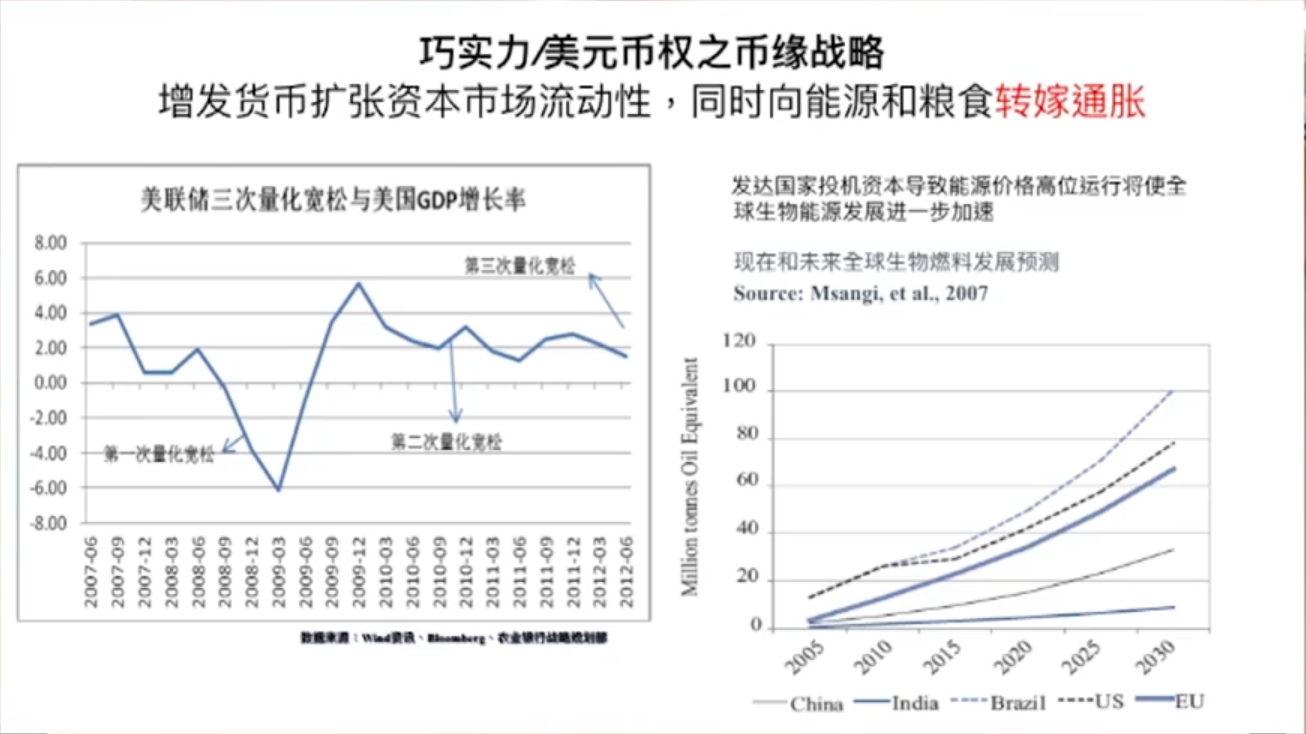 巧实力/美元币权之币缘战略
增发货币扩张资本市场流动性，同时向能源和粮食转嫁通胀
美联储三次量化宽松与美国GDP增长率
8.00
6.00
4.00
2.00
0.00
-2.00
-4.00
-6.00
-8.00
第三次量化宽松
第二次量化宽松
第一次量化宽松
2007-06
2007-09
2007-12
2008-03
2008-06
2008-09
2008-12
2009-03
2009-06
2009-09
2009-12
2010-03
2010-06
2010-09
2010-12
2011-03
2011-06
2011-09
2011-12
2012-03
2012-06
数据来源：Wind资讯、Bloomberg、农业银行战略规划部
发达国家投机资本导致能源价格高位运行将使全
球生物能源发展进一步加速
现在和未来全球生物燃料发展预测
Source: Msangi, et al., 2007
Million tonnes Oil Equivalent
120
100
80
60
40
20
0
2005
2010
2015
2020
2025
2030
China
India
Brazil
US
EU